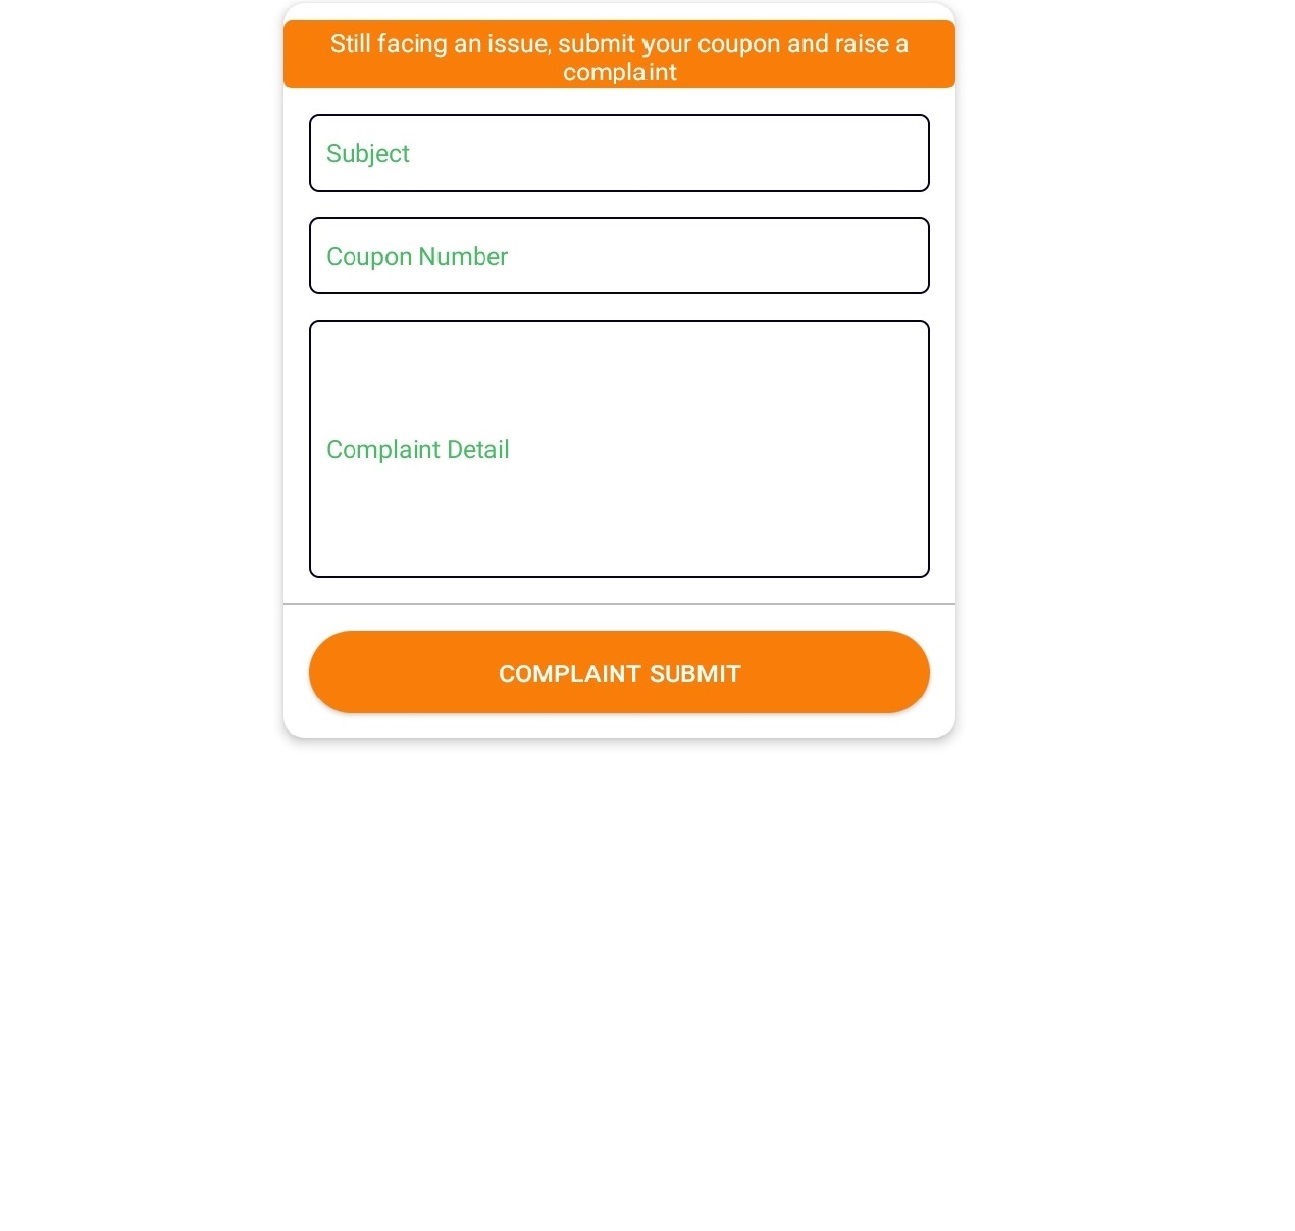 Still facing an issue, submit your coupon and raise a
complaint
Subject
Coupon Number
Complaint Detail
COMPLAINT SUBMIT